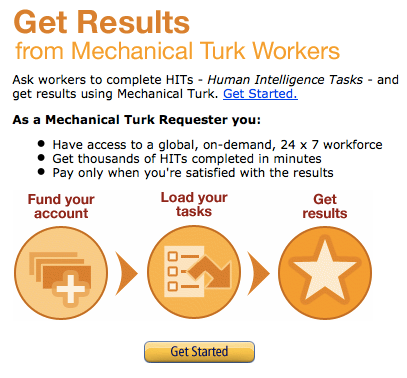 Get Results
from Mechanical Turk Workers
Ask workers to complete HITs - Human Intelligence Tasks - and
get results using Mechanical Turk. Get Started.
As a Mechanical Turk Requester you:
• Have access to a global, on-demand, 24 x 7 workforce
• Get thousands of HITs completed in minutes
• Pay only when you're satisfied with the results
Fund your
account
Load your
tasks
Get
results
Get Started